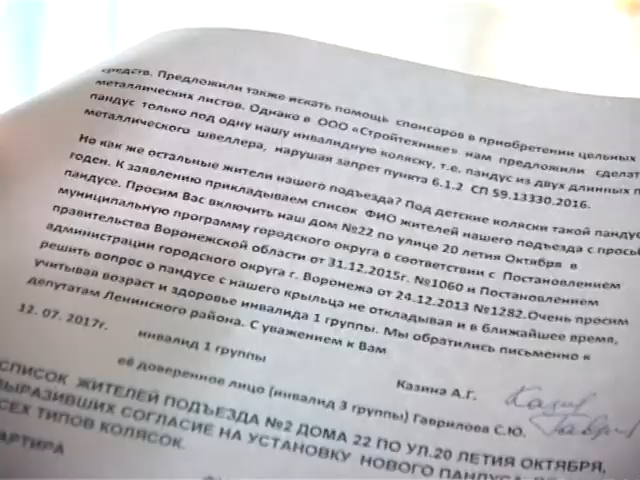 средств. Предложили также искать помощь спонсоров в приобретении цельных
металлических листов. Однако в ООО «Стройтехнике» нам предложили сделат
пандус только под одну нашу инвалидную коляску, т.е. пандус из двух длинных п
металлического швеллера, нарушая запрет пункта 6.1.2 СП 59.13330.2016.
Но как же остальные жители нашего подъезда? Под детские коляски такой пандус
годен. К заявлению прикладываем список ФИО жителей нашего подъезда с просьб
пандусе. Просим Вас включить наш дом №22 по улице 20 летия Октября в
муниципальную программу городского округа в соответствии с Постановлением
правительства Воронежской области от 31.12.2015г. №1060 и Постановлением
администрации городского округа г. Воронежа от 24.12.2013 №1282.Очень просим
решить вопрос о пандусе с нашего крыльца не откладывая и в ближайшее время,
учитывая возраст и здоровье инвалида 1 группы. Мы обратились письменно к
депутатам Ленинского района. С уважением к Вам
12. 07. 2017г.
инвалид 1 группы
Казина А.Г.
её доверенное лицо (инвалид 3 группы) Гаврилова С.Ю.
СПИСОК ЖИТЕЛЕЙ ПОДЪЕЗДА №2 ДОМА 22 ПО УЛ.20 ЛЕТИЯ ОКТЯБРЯ,
ВЫРАЗИВШИХ СОГЛАСИЕ НА УСТАНОВКУ НОВОГО ПАНДУСА
СЕХ ТИПОВ КОЛЯСОК.
АРТИРА